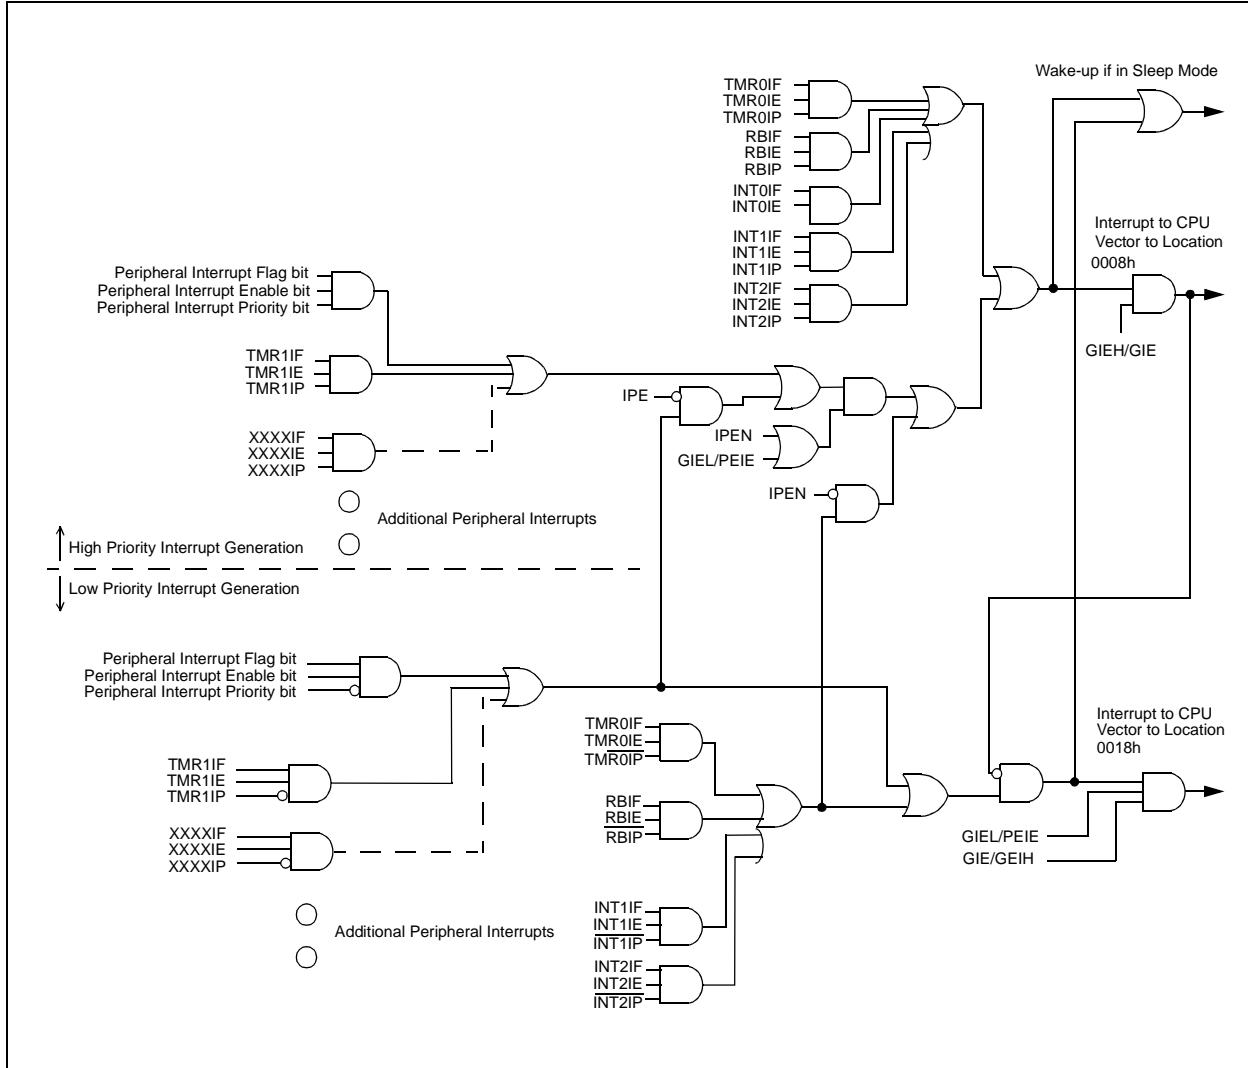 Wake-up if in Sleep Mode
TMR0IF
TMR0IE
TMR0IP
RBIF
RBIE
RBIP
INT0IF
INT0IE
INT1IF
INT1IE
INT1IP
INT2IF
INT2IE
INT2IP
Interrupt to CPU
Vector to Location
0008h
GIEH/GIE
Peripheral Interrupt Flag bit
Peripheral Interrupt Enable bit
Peripheral Interrupt Priority bit
TMR1IF
TMR1IE
TMR1IP
XXXXIF
XXXXIE
XXXXIP
IPE
IPEN
GIEL/PEIE
IPEN
Additional Peripheral Interrupts
High Priority Interrupt Generation
Low Priority Interrupt Generation
Peripheral Interrupt Flag bit
Peripheral Interrupt Enable bit
Peripheral Interrupt Priority bit
TMR1IF
TMR1IE
TMR1IP
XXXXIF
XXXXIE
XXXXIP
Additional Peripheral Interrupts
TMR0IF
TMR0IE
TMR0IP
RBIF
RBIE
RBIP
INT1IF
INT1IE
INT1IP
INT2IF
INT2IE
INT2IP
Interrupt to CPU
Vector to Location
0018h
GIEL/PEIE
GIE/GEIH